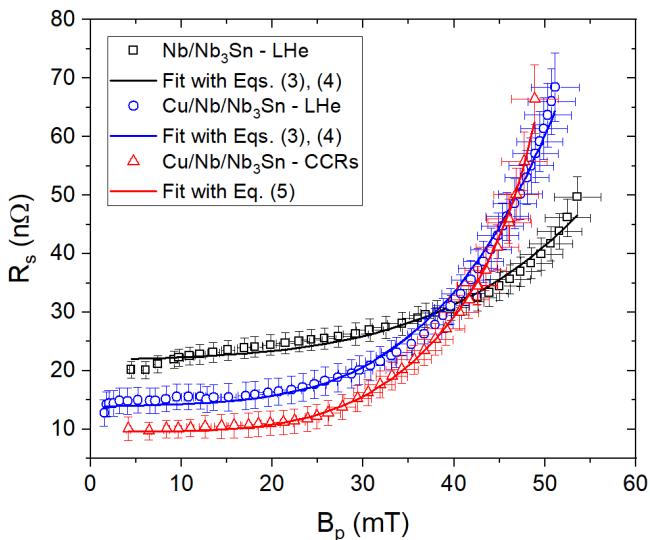 80
70
60
50
40
30
20
10
R_s (nΩ)
Nb/Nb₃Sn - LHe
Fit with Eqs. (3), (4)
Cu/Nb/Nb₃Sn - LHe
Fit with Eqs. (3), (4)
Cu/Nb/Nb₃Sn - CCRs
Fit with Eq. (5)
0 10 20 30 40 50 60
B_p (mT)